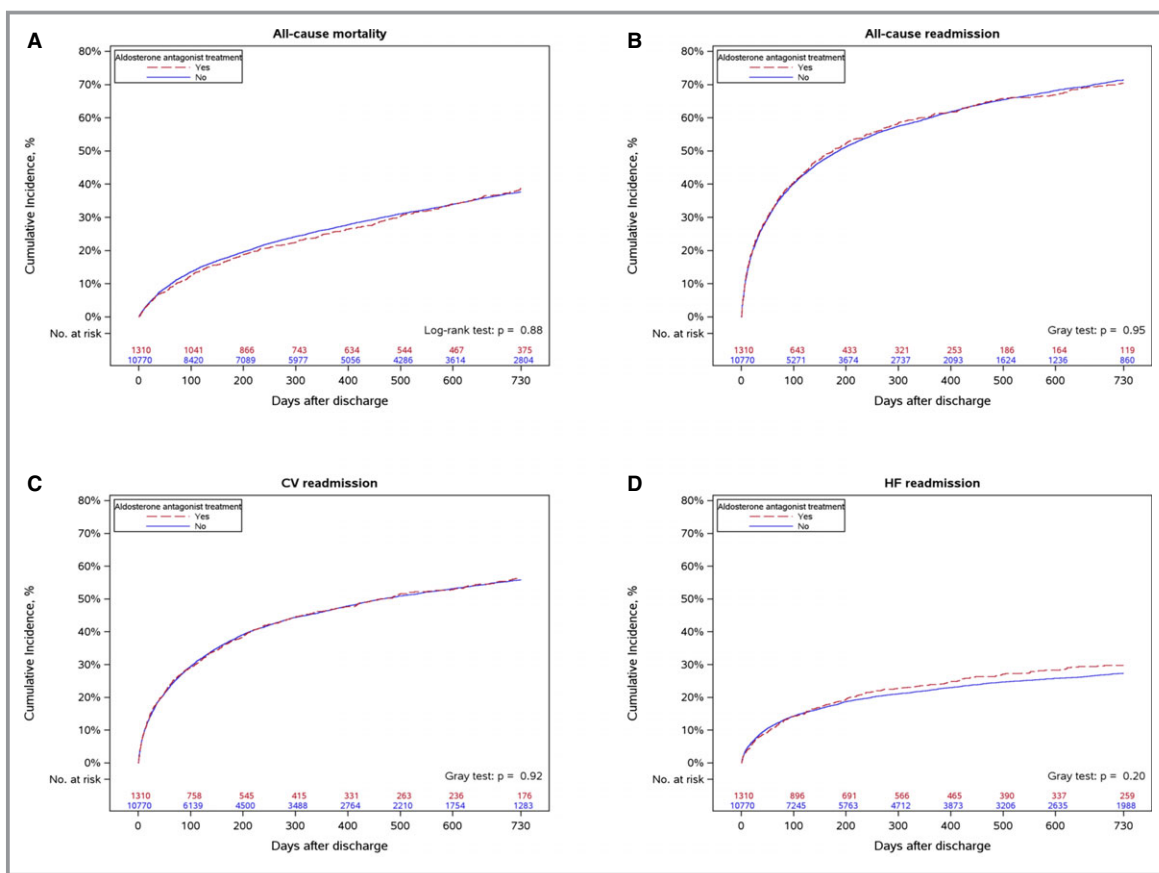 A
All-cause mortality
80%
70%
60%
50%
40%
30%
20%
10%
0%
Cumulative Incidence, %
Aldosterone antagonist treatment
Yes
No
Log-rank test: p = 0.88
No. at risk
1310 1041 866 743 634 544 467 375
10770 8420 7089 5977 5056 4286 3614 2804
0 100 200 300 400 500 600 730
Days after discharge
B
All-cause readmission
80%
70%
60%
50%
40%
30%
20%
10%
0%
Cumulative Incidence, %
Aldosterone antagonist treatment
Yes
No
Gray test: p = 0.95
No. at risk
1310 643 433 321 253 186 164 119
10770 5271 3674 2737 2093 1624 1236 860
0 100 200 300 400 500 600 730
Days after discharge
C
CV readmission
80%
70%
60%
50%
40%
30%
20%
10%
0%
Cumulative Incidence, %
Aldosterone antagonist treatment
Yes
No
Gray test: p = 0.92
No. at risk
1310 758 545 415 331 263 236 176
10770 6139 4500 3488 2764 2210 1754 1283
0 100 200 300 400 500 600 730
Days after discharge
D
HF readmission
80%
70%
60%
50%
40%
30%
20%
10%
0%
Cumulative Incidence, %
Aldosterone antagonist treatment
Yes
No
Gray test: p = 0.20
No. at risk
1310 896 691 566 465 390 337 259
10770 7245 5763 4712 3873 3206 2635 1988
0 100 200 300 400 500 600 730
Days after discharge